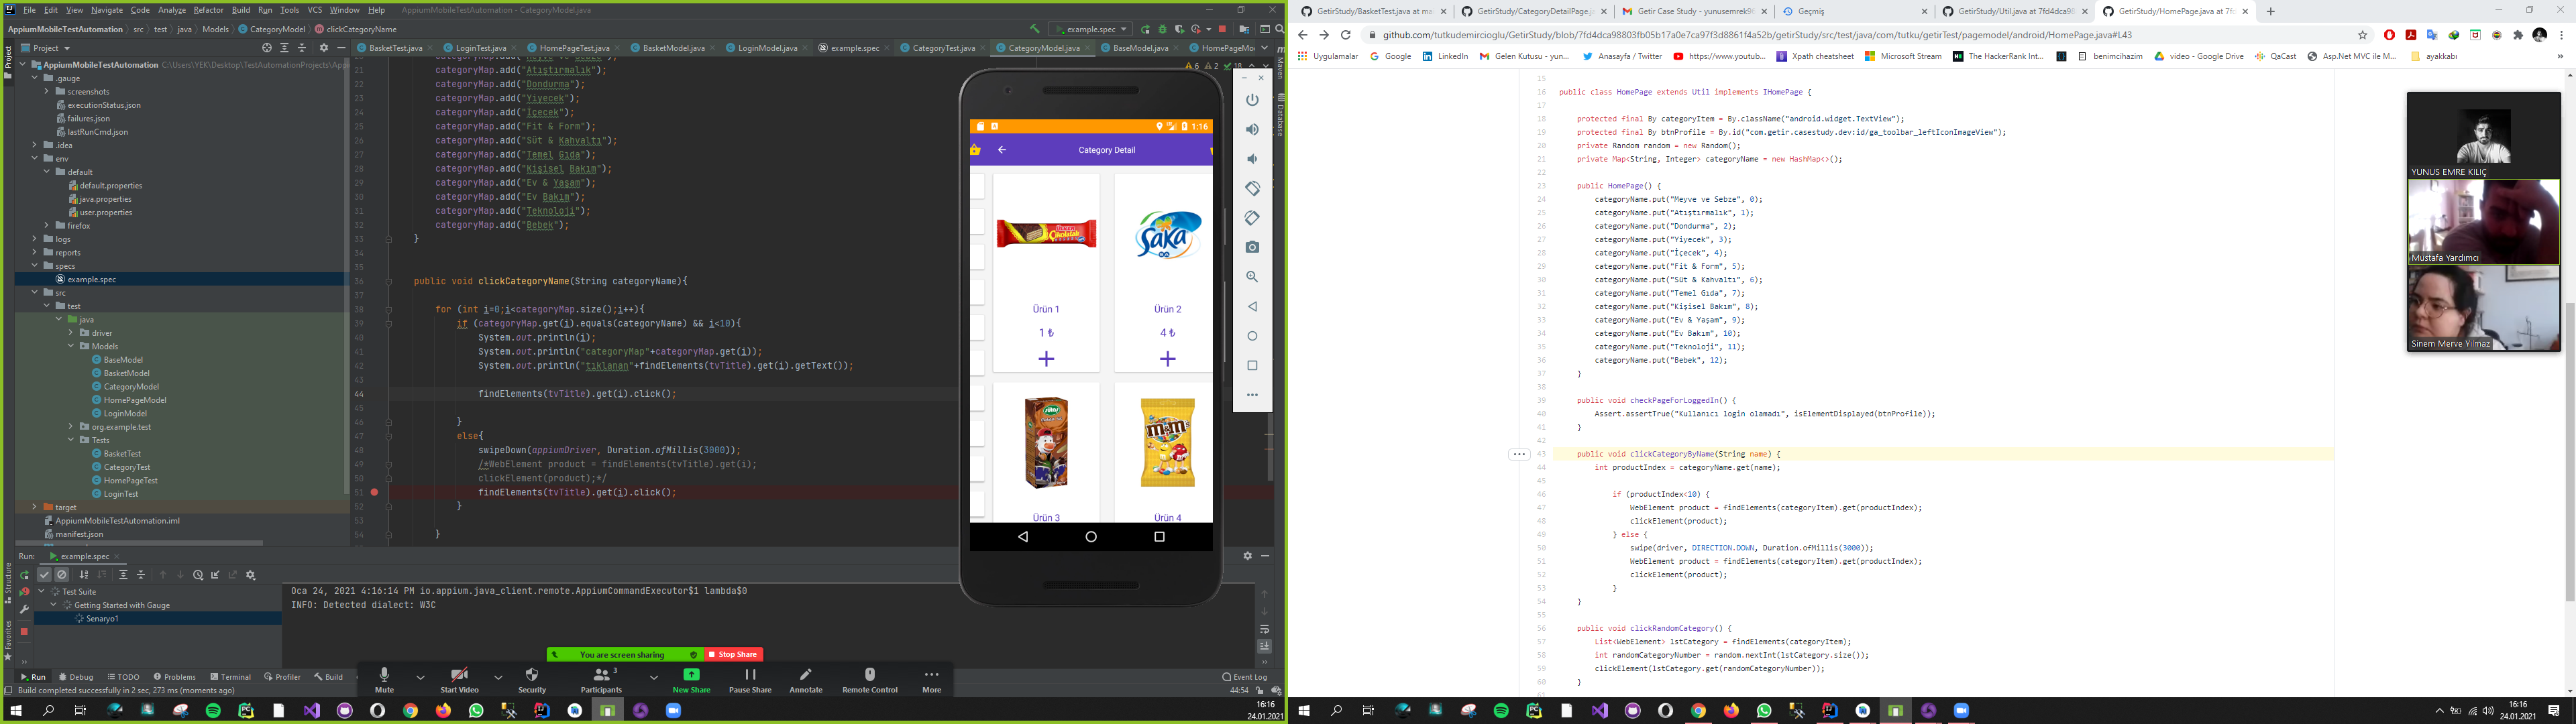 File Edit View Navigate Code Analyze Refactor Build Run Tools VCS Window Help AppiumMobileTestAutomation - CategoryModel.java
AppiumMobileTestAutomation src test java Models CategoryModel clickCategoryName
example.spec
Project
BasketTest.java LoginTest.java HomePageTest.java BasketModel.java LoginModel.java example.spec CategoryTest.java CategoryModel.java BaseModel.java
AppiumMobileTestAutomation
.gauge
screenshots
executionStatus.json
failures.json
lastRunCmd.json
.idea
env
default
default.properties
java.properties
user.properties
firefox
logs
reports
specs
example.spec
src
test
java
driver
Models
BaseModel
BasketModel
CategoryModel
HomePageModel
LoginModel
org.example.test
Tests
BasketTest
CategoryTest
HomePageTest
LoginTest
target
AppiumMobileTestAutomation.iml
manifest.json
21 categoryMap.add("Atıştırmalık");
22 categoryMap.add("Dondurma");
23 categoryMap.add("Yiyecek");
24 categoryMap.add("İçecek");
25 categoryMap.add("Fit & Form");
26 categoryMap.add("Süt & Kahvaltı");
27 categoryMap.add("Temel Gıda");
28 categoryMap.add("Kişisel Bakım");
29 categoryMap.add("Ev & Yaşam");
30 categoryMap.add("Ev Bakım");
31 categoryMap.add("Teknoloji");
32 categoryMap.add("Bebek");
33 }
34
35
36 public void clickCategoryName(String categoryName){
37
38 for (int i=0;i<categoryMap.size();i++){
39 if (categoryMap.get(i).equals(categoryName) && i<10){
40 System.out.println(i);
41 System.out.println("categoryMap"+categoryMap.get(i));
42 System.out.println("tıklanan"+findElements(tvTitle).get(i).getText());
43
44 findElements(tvTitle).get(i).click();
45
46 }
47 else{
48 swipeDown(appiumDriver, Duration.ofMillis(3000));
49 /*WebElement product = findElements(tvTitle).get(i);
50 clickElement(product);*/
51 findElements(tvTitle).get(i).click();
52 }
53
54 }
1:16
Category Detail
Ürün 1
1 ₺
Saka
Ürün 2
4 ₺
m&m's
Ürün 3
Ürün 4
Run: example.spec
Test Suite
Getting Started with Gauge
Senaryo1
Oca 24, 2021 4:16:14 PM io.appium.java_client.remote.AppiumCommandExecutor$1 lambda$0
INFO: Detected dialect: W3C
You are screen sharing Stop Share
Mute Start Video Security Participants 3 New Share Pause Share Annotate Remote Control More
Run Debug TODO Problems Terminal Profiler Build
Event Log
Build completed successfully in 2 sec, 273 ms (moments ago)
44:54
16:16
24.01.2021
GetirStudy/BasketTest.java at ma GetirStudy/CategoryDetailPage.j Getir Case Study - yunusemrek9 Geçmiş GetirStudy/Util.java at 7fd4dca98 GetirStudy/HomePage.java at 7fd
github.com/tutkudemircioglu/GetirStudy/blob/7fd4dca98803fb05b17a0e7ca97f3d8861f4a52b/getirStudy/src/test/java/com/tutku/getirTest/pagemodel/android/HomePage.java#L43
Uygulamalar Google LinkedIn Gelen Kutusu - yun... Anasayfa / Twitter https://www.youtub... Xpath cheatsheet Microsoft Stream The HackerRank Int... benimcihazim video - Google Drive QaCast Asp.Net MVC ile M... ayakkabı
15
16 public class HomePage extends Util implements IHomePage {
17
18 protected final By categoryItem = By.className("android.widget.TextView");
19 protected final By btnProfile = By.id("com.getir.casestudy.dev:id/ga_toolbar_leftIconImageView");
20 private Random random = new Random();
21 private Map<String, Integer> categoryName = new HashMap<>();
22
23 public HomePage() {
24 categoryName.put("Meyve ve Sebze", 0);
25 categoryName.put("Atıştırmalık", 1);
26 categoryName.put("Dondurma", 2);
27 categoryName.put("Yiyecek", 3);
28 categoryName.put("İçecek", 4);
29 categoryName.put("Fit & Form", 5);
30 categoryName.put("Süt & Kahvaltı", 6);
31 categoryName.put("Temel Gıda", 7);
32 categoryName.put("Kişisel Bakım", 8);
33 categoryName.put("Ev & Yaşam", 9);
34 categoryName.put("Ev Bakım", 10);
35 categoryName.put("Teknoloji", 11);
36 categoryName.put("Bebek", 12);
37 }
38
39 public void checkPageForLoggedIn() {
40 Assert.assertTrue("Kullanıcı login olamadı", isElementDisplayed(btnProfile));
41 }
42
43 public void clickCategoryByName(String name) {
44 int productIndex = categoryName.get(name);
45
46 if (productIndex<10) {
47 WebElement product = findElements(categoryItem).get(productIndex);
48 clickElement(product);
49 } else {
50 swipe(driver, DIRECTION.DOWN, Duration.ofMillis(3000));
51 WebElement product = findElements(categoryItem).get(productIndex);
52 clickElement(product);
53 }
54 }
55
56 public void clickRandomCategory() {
57 List<WebElement> lstCategory = findElements(categoryItem);
58 int randomCategoryNumber = random.nextInt(lstCategory.size());
59 clickElement(lstCategory.get(randomCategoryNumber));
60 }
YUNUS EMRE KILIÇ
Mustafa Yardımcı
Sinem Merve Yılmaz
16:16
24.01.2021